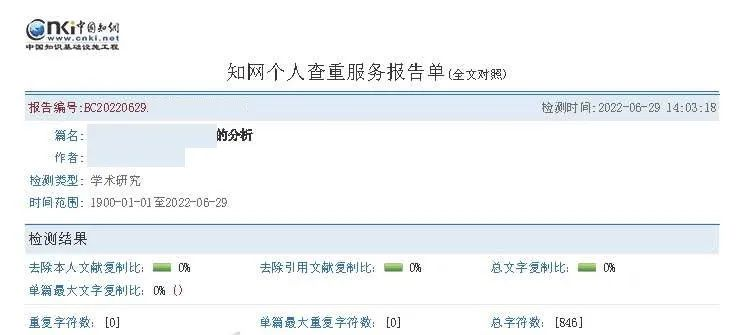 cnki中国知网
www.cnki.net
中国知识基础设施工程
知网个人查重服务报告单(全文对照)
报告编号:BC20220629. 检测时间:2022-06-29 14:03:18
篇名: 的分析
作者:
检测类型: 学术研究
时间范围: 1900-01-01至2022-06-29
检测结果
去除本人文献复制比: 0% 去除引用文献复制比: 0% 总文字复制比: 0%
单篇最大文字复制比: 0% ()
重复字符数: [0] 单篇最大重复字符数: [0] 总字符数: [846]